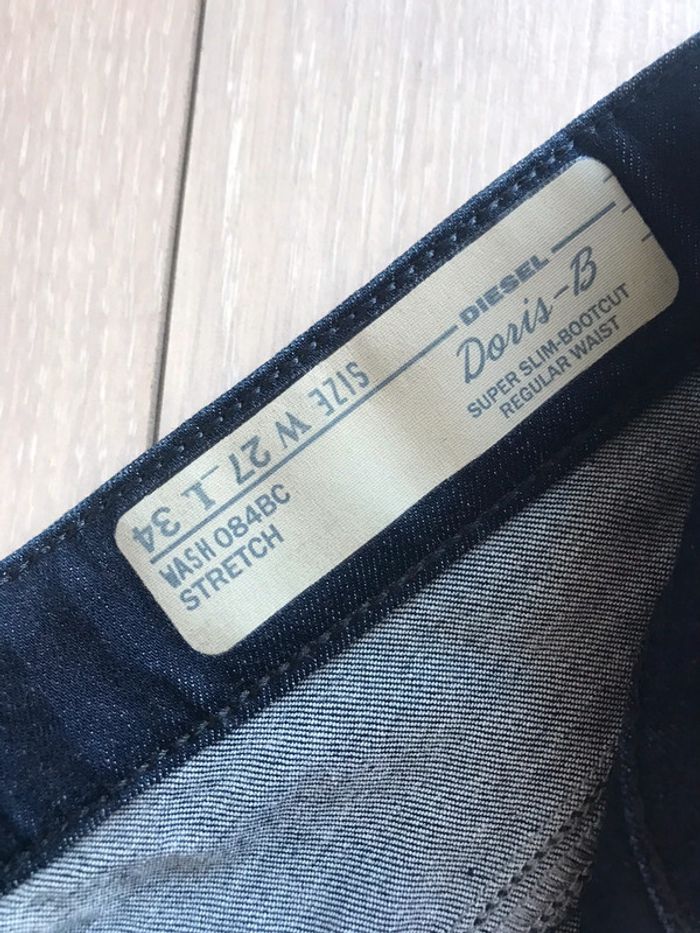 DIESEL
Doris-B
SUPER SLIM-BOOTCUT
REGULAR WAIST
SIZE W 27 L 34
WASH 084BC
STRETCH